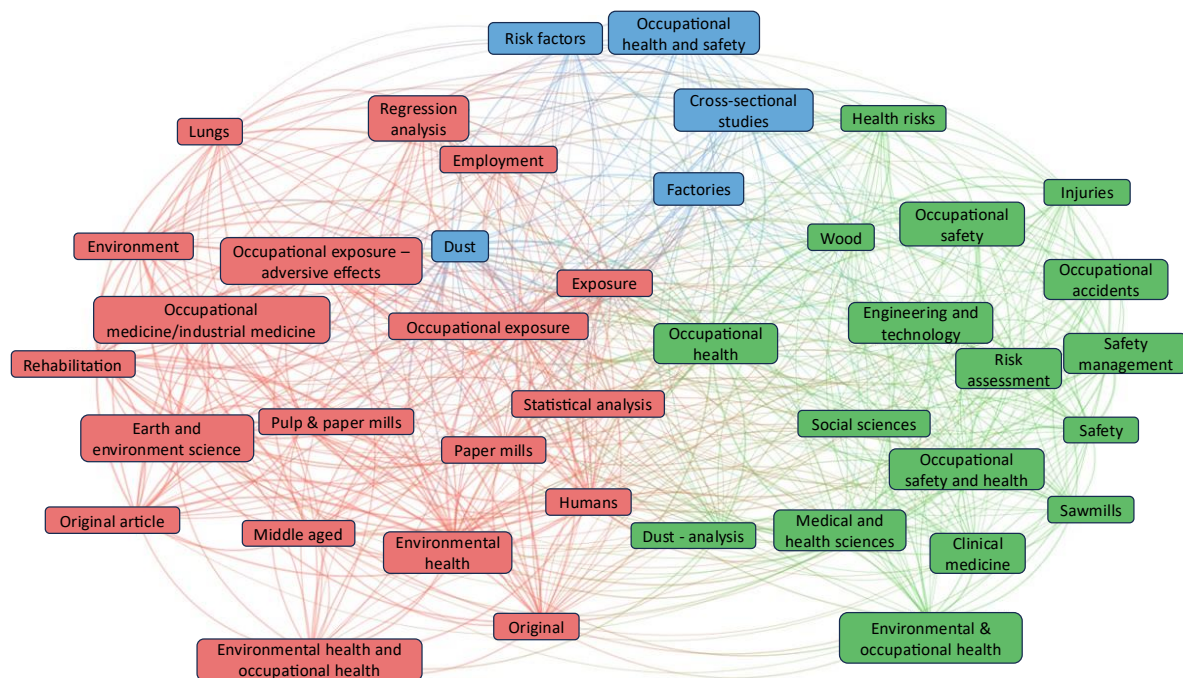 Risk factors
Occupational
health and safety
Regression
analysis
Cross-sectional
studies
Health risks
Lungs
Employment
Factories
Injuries
Environment
Occupational exposure –
adversive effects
Dust
Wood
Occupational
safety
Exposure
Occupational
accidents
Occupational
medicine/industrial medicine
Occupational exposure
Occupational
health
Engineering and
technology
Safety
management
Rehabilitation
Risk
assessment
Statistical analysis
Earth and
environment science
Pulp & paper mills
Paper mills
Social sciences
Safety
Occupational
safety and health
Humans
Original article
Middle aged
Environmental
health
Dust - analysis
Medical and
health sciences
Clinical
medicine
Sawmills
Original
Environmental health and
occupational health
Environmental &
occupational health